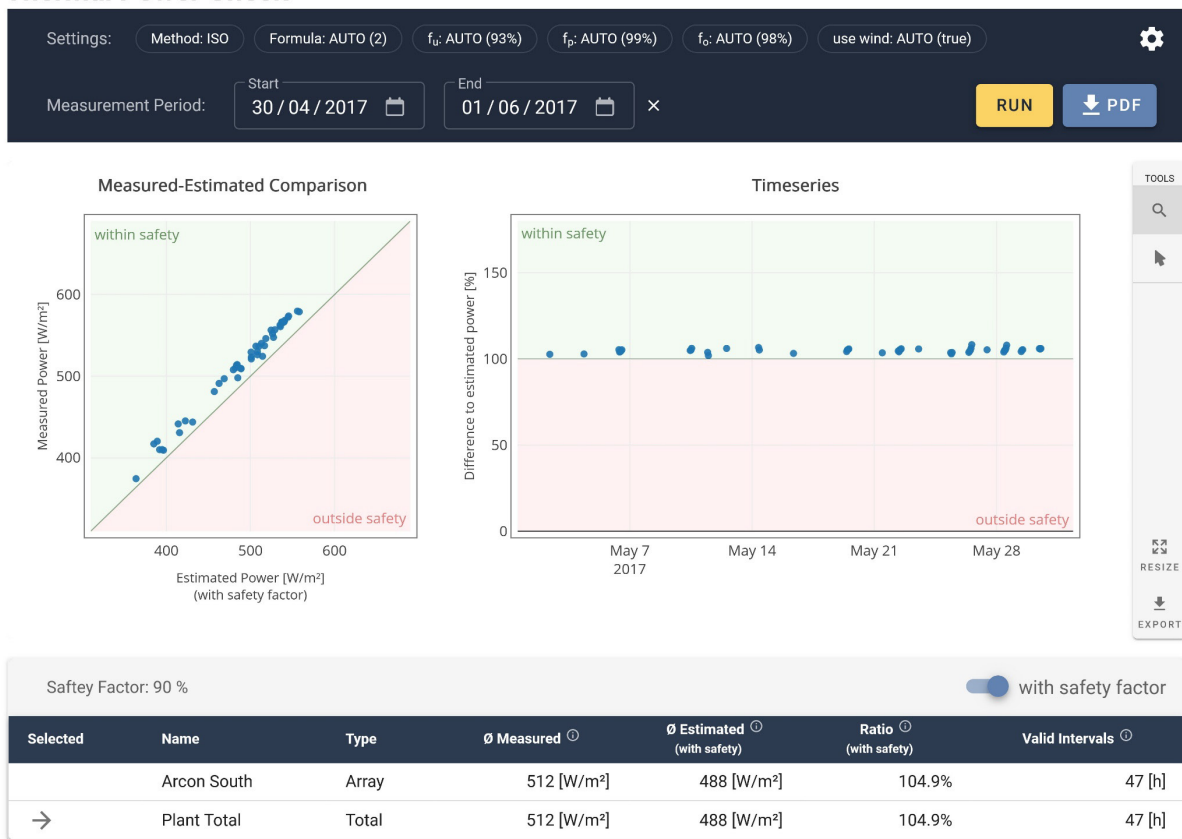 Settings: Method: ISO Formula: AUTO (2) fu: AUTO (93%) fp: AUTO (99%) fo: AUTO (98%) use wind: AUTO (true)
Measurement Period: Start 30 / 04 / 2017 End 01 / 06 / 2017 × RUN PDF
Measured-Estimated Comparison
within safety
outside safety
600
500
400
Measured Power [W/m²]
400 500 600
Estimated Power [W/m²]
(with safety factor)
Timeseries
within safety
outside safety
150
100
50
0
Difference to estimated power [%]
May 7 May 14 May 21 May 28
2017
TOOLS
RESIZE
EXPORT
Saftey Factor: 90 % with safety factor
Selected Name Type Ø Measured Ø Estimated (with safety) Ratio (with safety) Valid Intervals
Arcon South Array 512 [W/m²] 488 [W/m²] 104.9% 47 [h]
Plant Total Total 512 [W/m²] 488 [W/m²] 104.9% 47 [h]